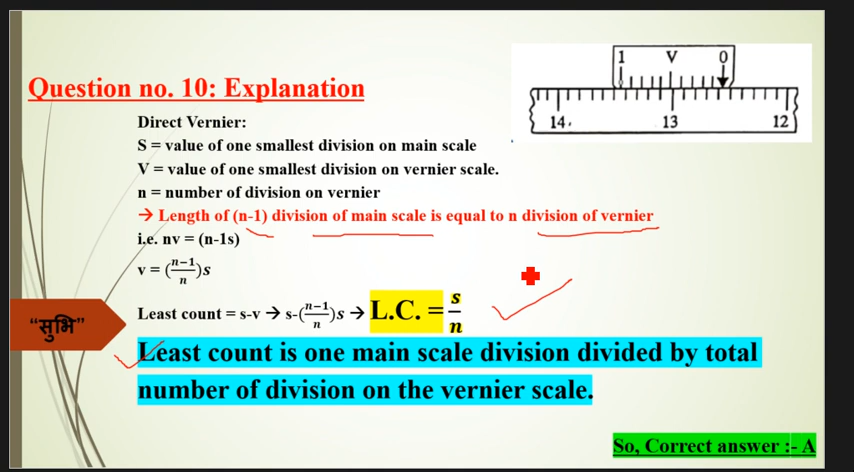 Question no. 10: Explanation
1 V 0
14. 13 12
Direct Vernier:
S = value of one smallest division on main scale
V = value of one smallest division on vernier scale.
n = number of division on vernier
→ Length of (n-1) division of main scale is equal to n division of vernier
i.e. nv = (n-1s)
v = (n−1/n)s
Least count = s-v → s-(n−1/n)s → L.C. = s/n
“सुभि”
Least count is one main scale division divided by total
number of division on the vernier scale.
So, Correct answer :- A